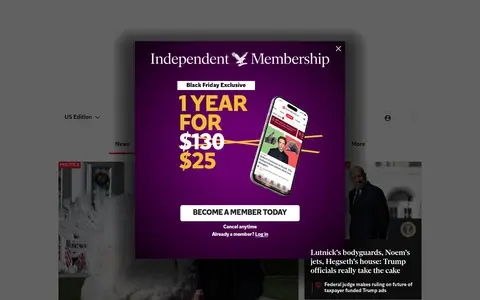 Independent Membership
Black Friday Exclusive
1 YEAR
FOR
$130
$25
BECOME A MEMBER TODAY
Cancel anytime
Already a member? Log in
US Edition
News
More
POLITICS
Lutnick's bodyguards, Noem's
jets, Hegseth's house: Trump
officials really take the cake
Federal judge makes ruling on future of
taxpayer funded Trump ads